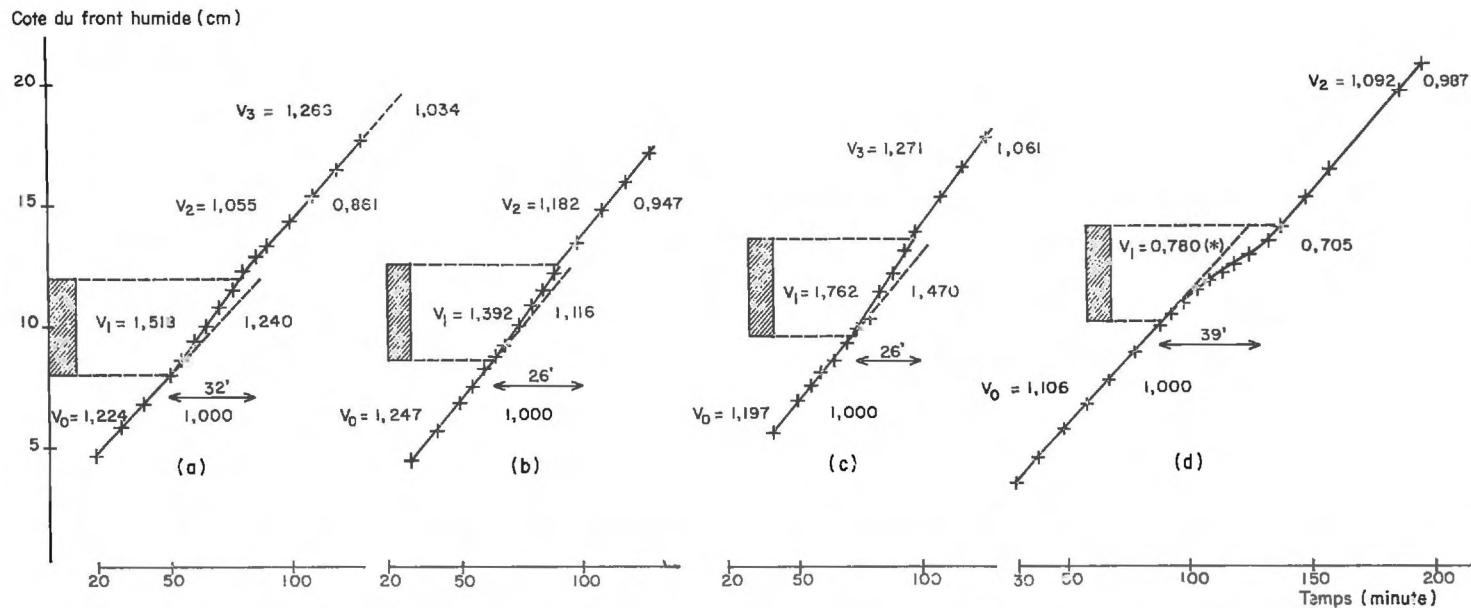 Cote du front humide (cm)
20
15
10
5
0
V3 = 1,263 1,034
V2 = 1,055 0,861
V1 = 1,513 1,240
32'
V0 = 1,224 1,000
(a)
20 50 100
V2 = 1,182 0,947
V1 = 1,392 1,116
26'
V0 = 1,247 1,000
(b)
20 50 100
V3 = 1,271 1,061
V1 = 1,762 1,470
26'
V0 = 1,197 1,000
(c)
20 50 100
V2 = 1,092 0,987
V1 = 0,780 (*) 0,705
39'
V0 = 1,106 1,000
(d)
30 50 100 150 200
Temps (minute)